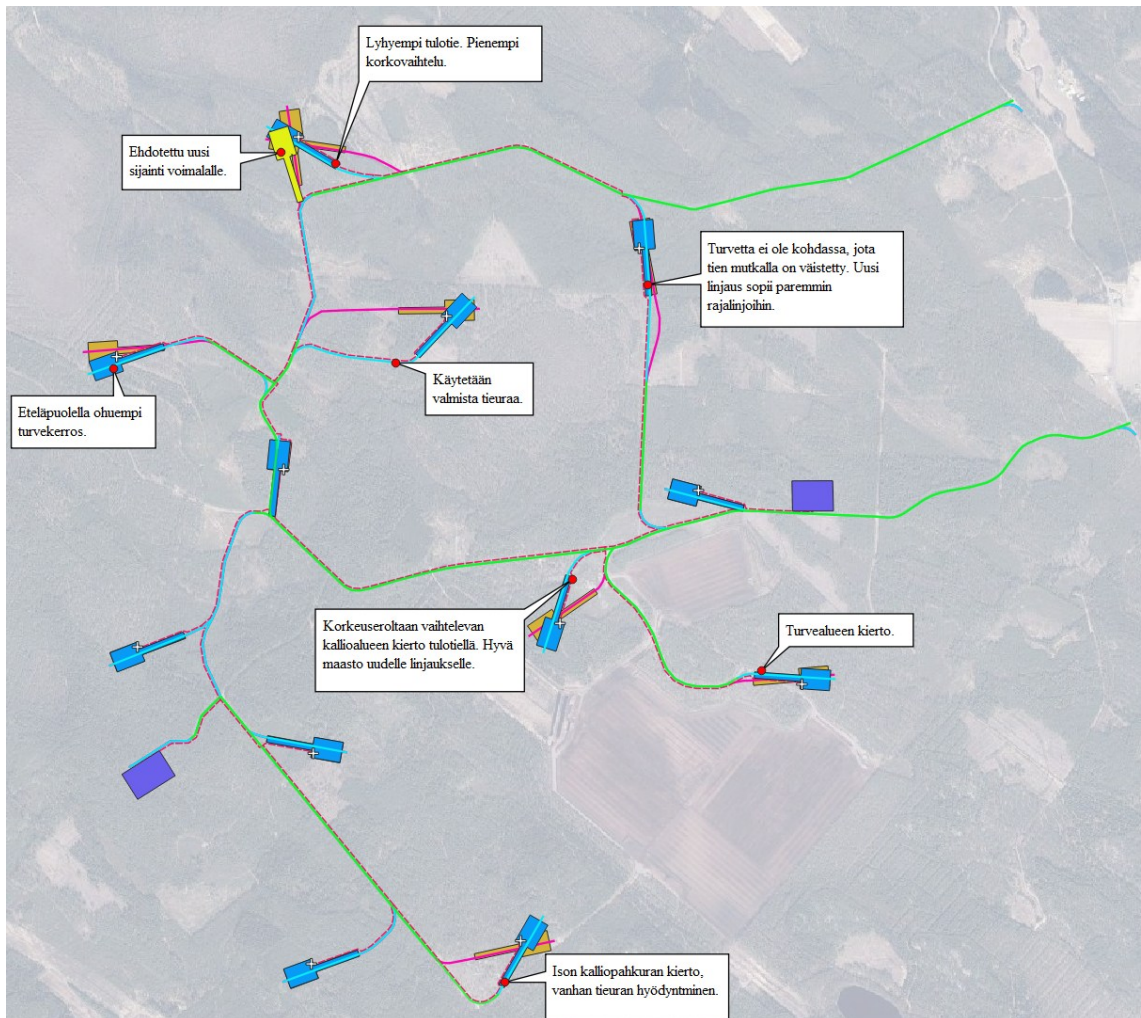 Lyhyempi tulotie. Pienempi
korkovaihtelu.
Ehdotettu uusi
sijainti voimalalle.
Turvetta ei ole kohdassa, jota
tien mutkalla on väistetty. Uusi
linjaus sopii paremmin
rajalinjoihin.
Käytetään
valmista tieuraa.
Eteläpuolella ohuempi
turvekerros.
Korkeuseroltaan vaihtelevan
kallioalueen kierto tulotiellä. Hyvä
maasto uudelle linjaukselle.
Turvealueen kierto.
Ison kalliopahkuran kierto,
vanhan tieuran hyödyntminen.